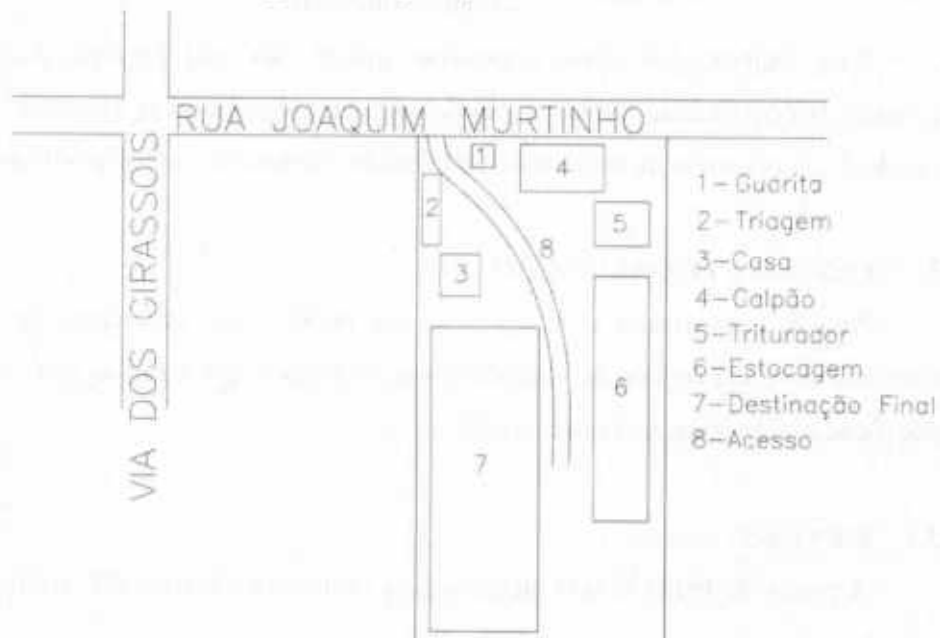 RUA JOAQUIM MURTINHO
VIA DOS GIRASSOIS
1
2
3
4
5
6
7
8
1-Guarita
2-Triagem
3-Casa
4-Galpão
5-Triturador
6-Estocagem
7-Destinação Final
8-Acesso